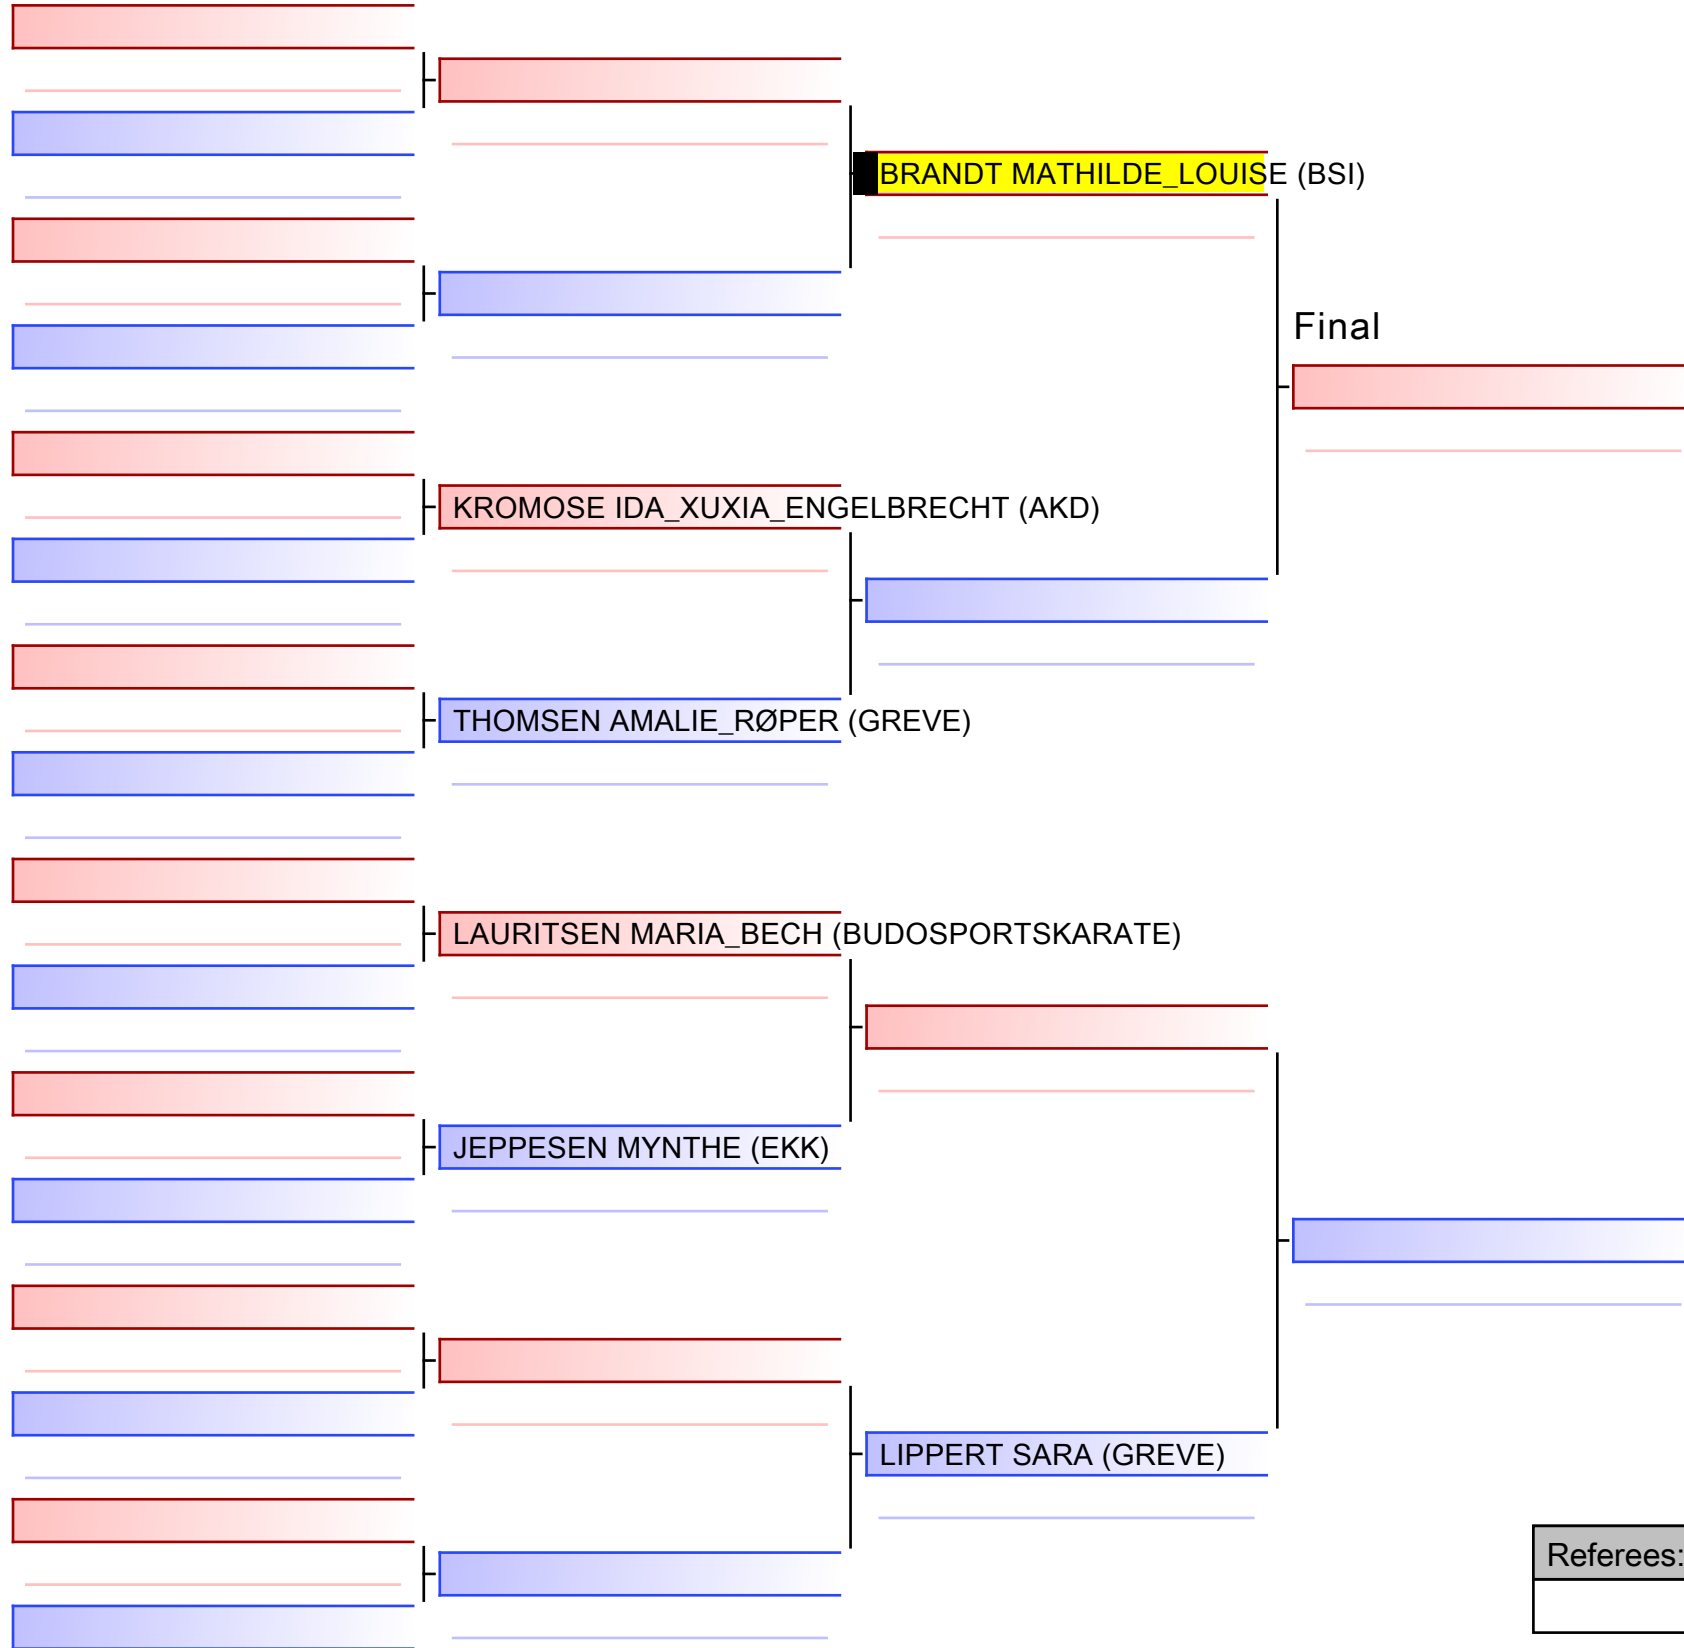 BRANDT MATHILDE_LOUISE (BSI)
Final
KROMOSE IDA_XUXIA_ENGELBRECHT (AKD)
THOMSEN AMALIE_RØPER (GREVE)
LAURITSEN MARIA_BECH (BUDOSPORTSKARATE)
JEPPESEN MYNTHE (EKK)
LIPPERT SARA (GREVE)
Referees: